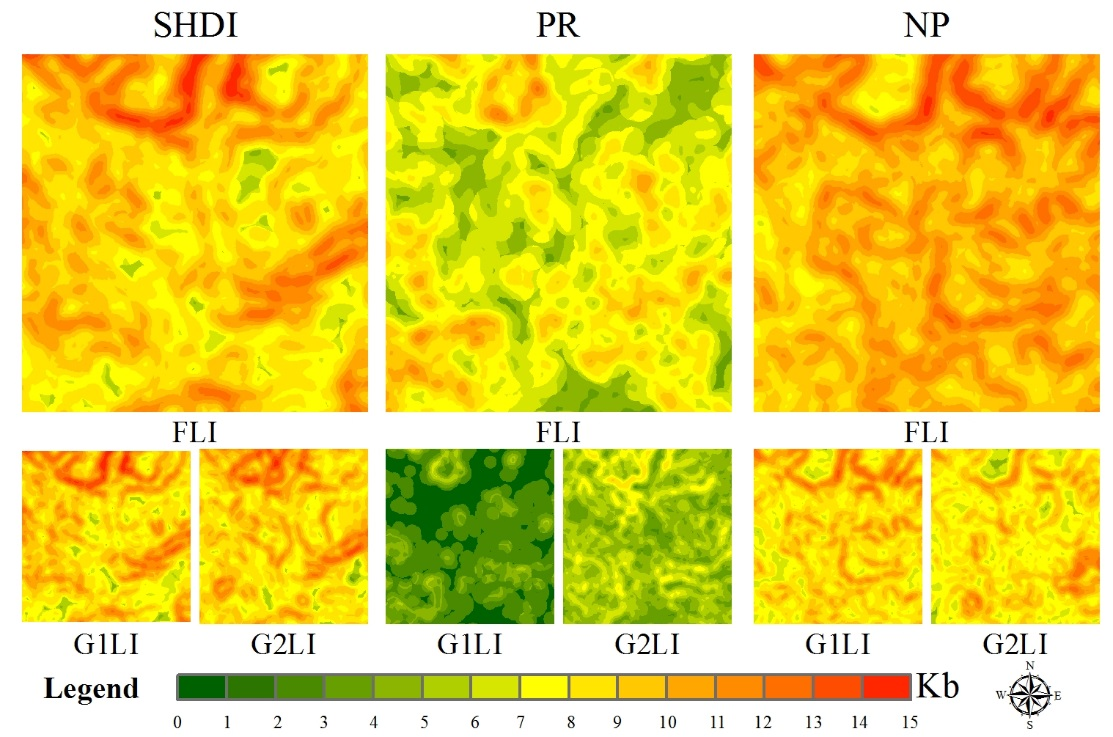 SHDI PR NP
FLI FLI FLI
G1LI G2LI G1LI G2LI G1LI G2LI
Legend Kb
0 1 2 3 4 5 6 7 8 9 10 11 12 13 14 15
N
W E
S